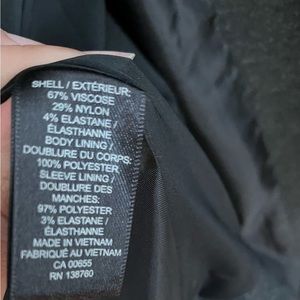 SHELL / EXTÉRIEUR:
67% VISCOSE
29% NYLON
4% ELASTANE /
ÉLASTHANNE
BODY LINING /
DOUBLURE DU CORPS:
100% POLYESTER
SLEEVE LINING /
DOUBLURE DES
MANCHES:
97% POLYESTER
3% ELASTANE /
ÉLASTHANNE
MADE IN VIETNAM
FABRIQUÉ AU VIETNAM
CA 00655
RN 138760